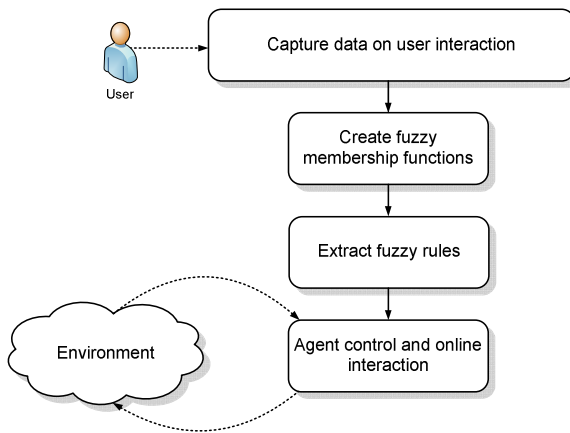 Capture data on user interaction
User
Create fuzzy
membership functions
Extract fuzzy rules
Environment
Agent control and online
interaction